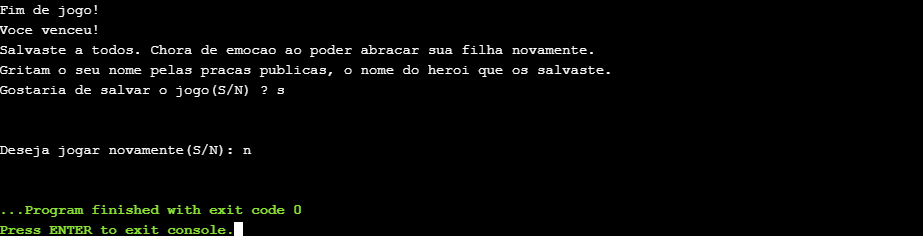 Fim de jogo!
Voce venceu!
Salvaste a todos. Chora de emocao ao poder abracar sua filha novamente.
Gritam o seu nome pelas pracas publicas, o nome do heroi que os salvaste.
Gostaria de salvar o jogo(S/N) ? s
Deseja jogar novamente(S/N): n
...Program finished with exit code 0
Press ENTER to exit console.